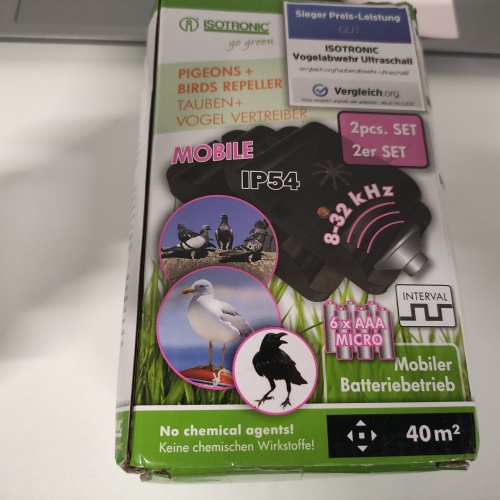 ISOTRONIC®
go green
Sieger Preis-Leistung
GUT
ISOTRONIC
Vogelabwehr Ultraschall
Vergleich.org
PIGEONS +
BIRDS REPELLER
TAUBEN+
VOGEL VERTREIBER
2pcs. SET
2er SET
MOBILE
IP54
8-32 kHz
INTERVAL
6 x AAA
MICRO
Mobiler
Batteriebetrieb
No chemical agents!
Keine chemischen Wirkstoffe!
40 m²